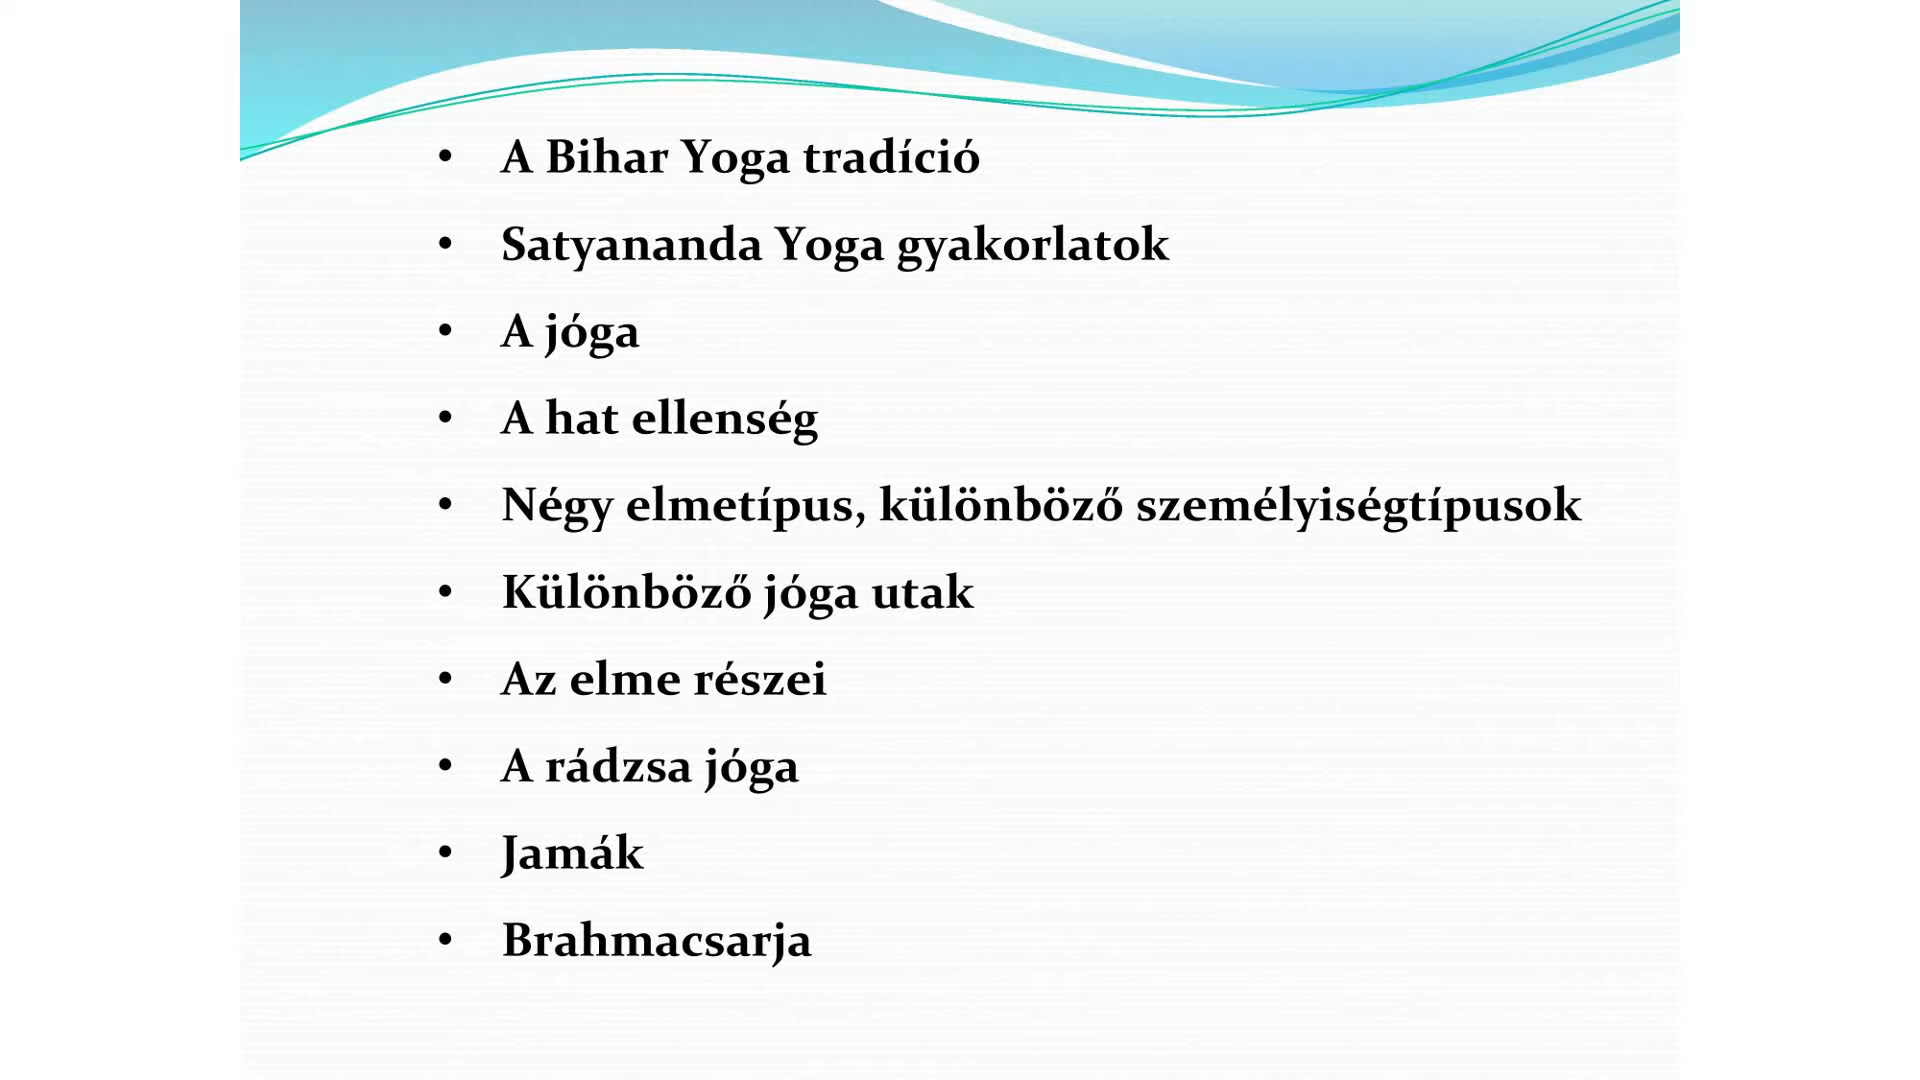 • A Bihar Yoga tradíció
• Satyananda Yoga gyakorlatok
• A jóga
• A hat ellenség
• Négy elmetípus, különböző személyiségtípusok
• Különböző jóga utak
• Az elme részei
• A rádzsa jóga
• Jamák
• Brahmacsarja